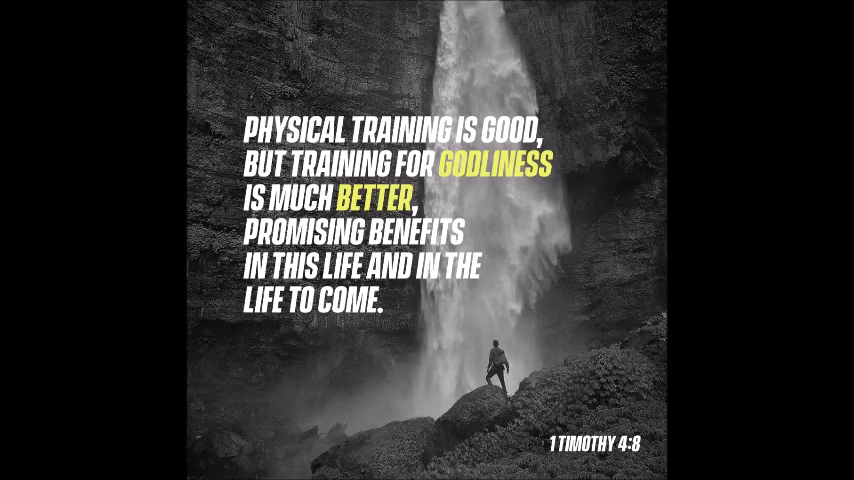 PHYSICAL TRAINING IS GOOD,
BUT TRAINING FOR GODLINESS
IS MUCH BETTER,
PROMISING BENEFITS
IN THIS LIFE AND IN THE
LIFE TO COME.
1 TIMOTHY 4:8